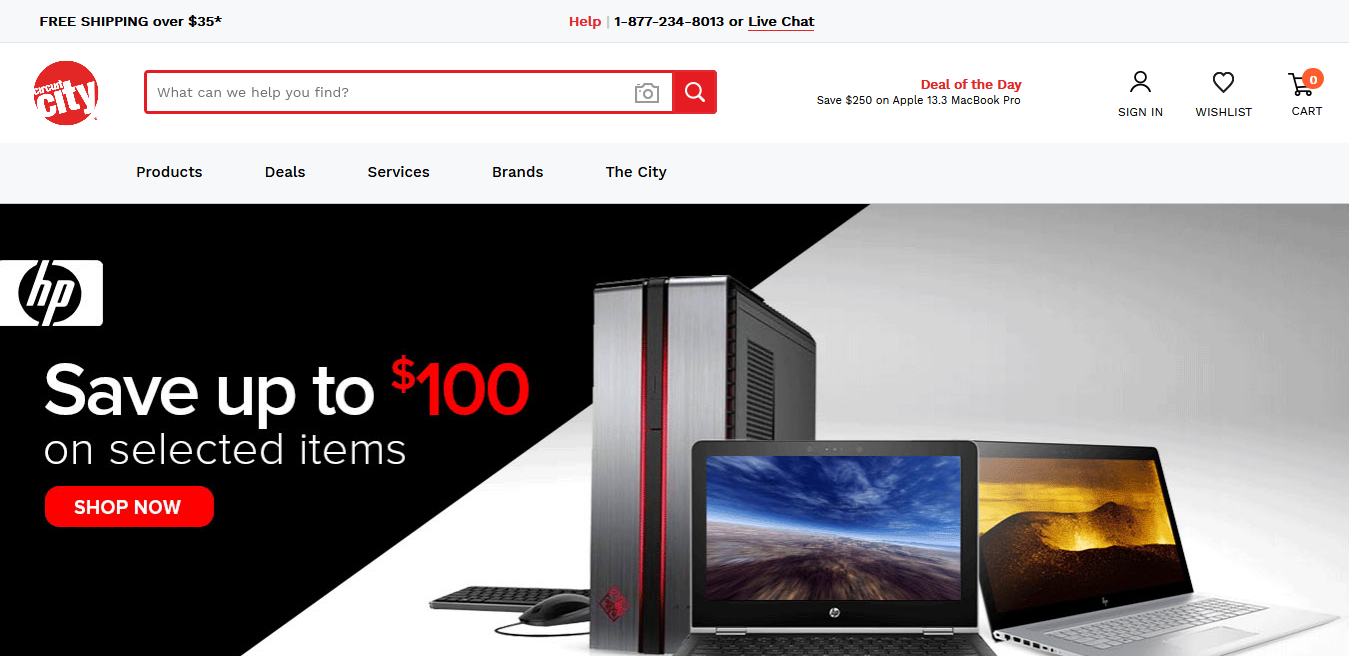 FREE SHIPPING over $35*
Help | 1-877-234-8013 or Live Chat
circuit city
What can we help you find?
Deal of the Day
Save $250 on Apple 13.3 MacBook Pro
SIGN IN
WISHLIST
0
CART
Products
Deals
Services
Brands
The City
hp
Save up to $100
on selected items
SHOP NOW
hp
hp